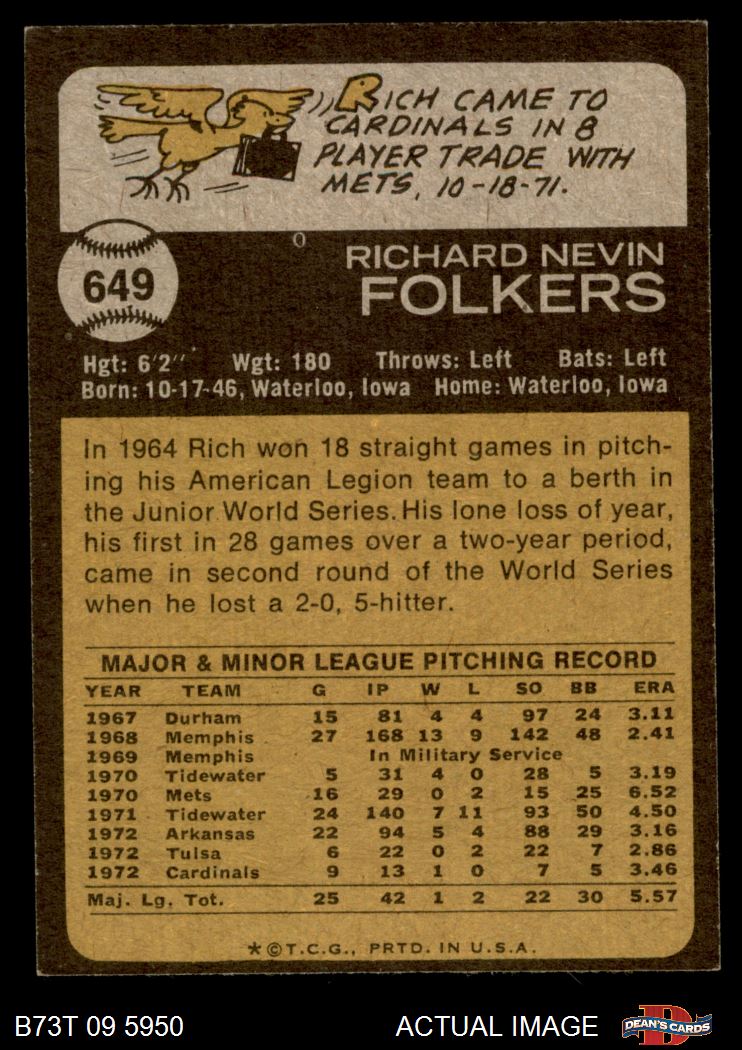 RICH CAME TO
CARDINALS IN 8
PLAYER TRADE WITH
METS, 10-18-71.
649
RICHARD NEVIN
FOLKERS
Hgt: 6'2" Wgt: 180 Throws: Left Bats: Left
Born: 10-17-46, Waterloo, Iowa Home: Waterloo, Iowa
In 1964 Rich won 18 straight games in pitch-
ing his American Legion team to a berth in
the Junior World Series. His lone loss of year,
his first in 28 games over a two-year period,
came in second round of the World Series
when he lost a 2-0, 5-hitter.
MAJOR & MINOR LEAGUE PITCHING RECORD
YEAR TEAM G IP W L SO BB ERA
1967 Durham 15 81 4 4 97 24 3.11
1968 Memphis 27 168 13 9 142 48 2.41
1969 Memphis In Military Service
1970 Tidewater 5 31 4 0 28 5 3.19
1970 Mets 16 29 0 2 15 25 6.52
1971 Tidewater 24 140 7 11 93 50 4.50
1972 Arkansas 22 94 5 4 88 29 3.16
1972 Tulsa 6 22 0 2 22 7 2.86
1972 Cardinals 9 13 1 0 7 5 3.46
Maj. Lg. Tot. 25 42 1 2 22 30 5.57
*©T.C.G., PRTD. IN U.S.A.
B73T 09 5950 ACTUAL IMAGE D DEAN'S CARDS